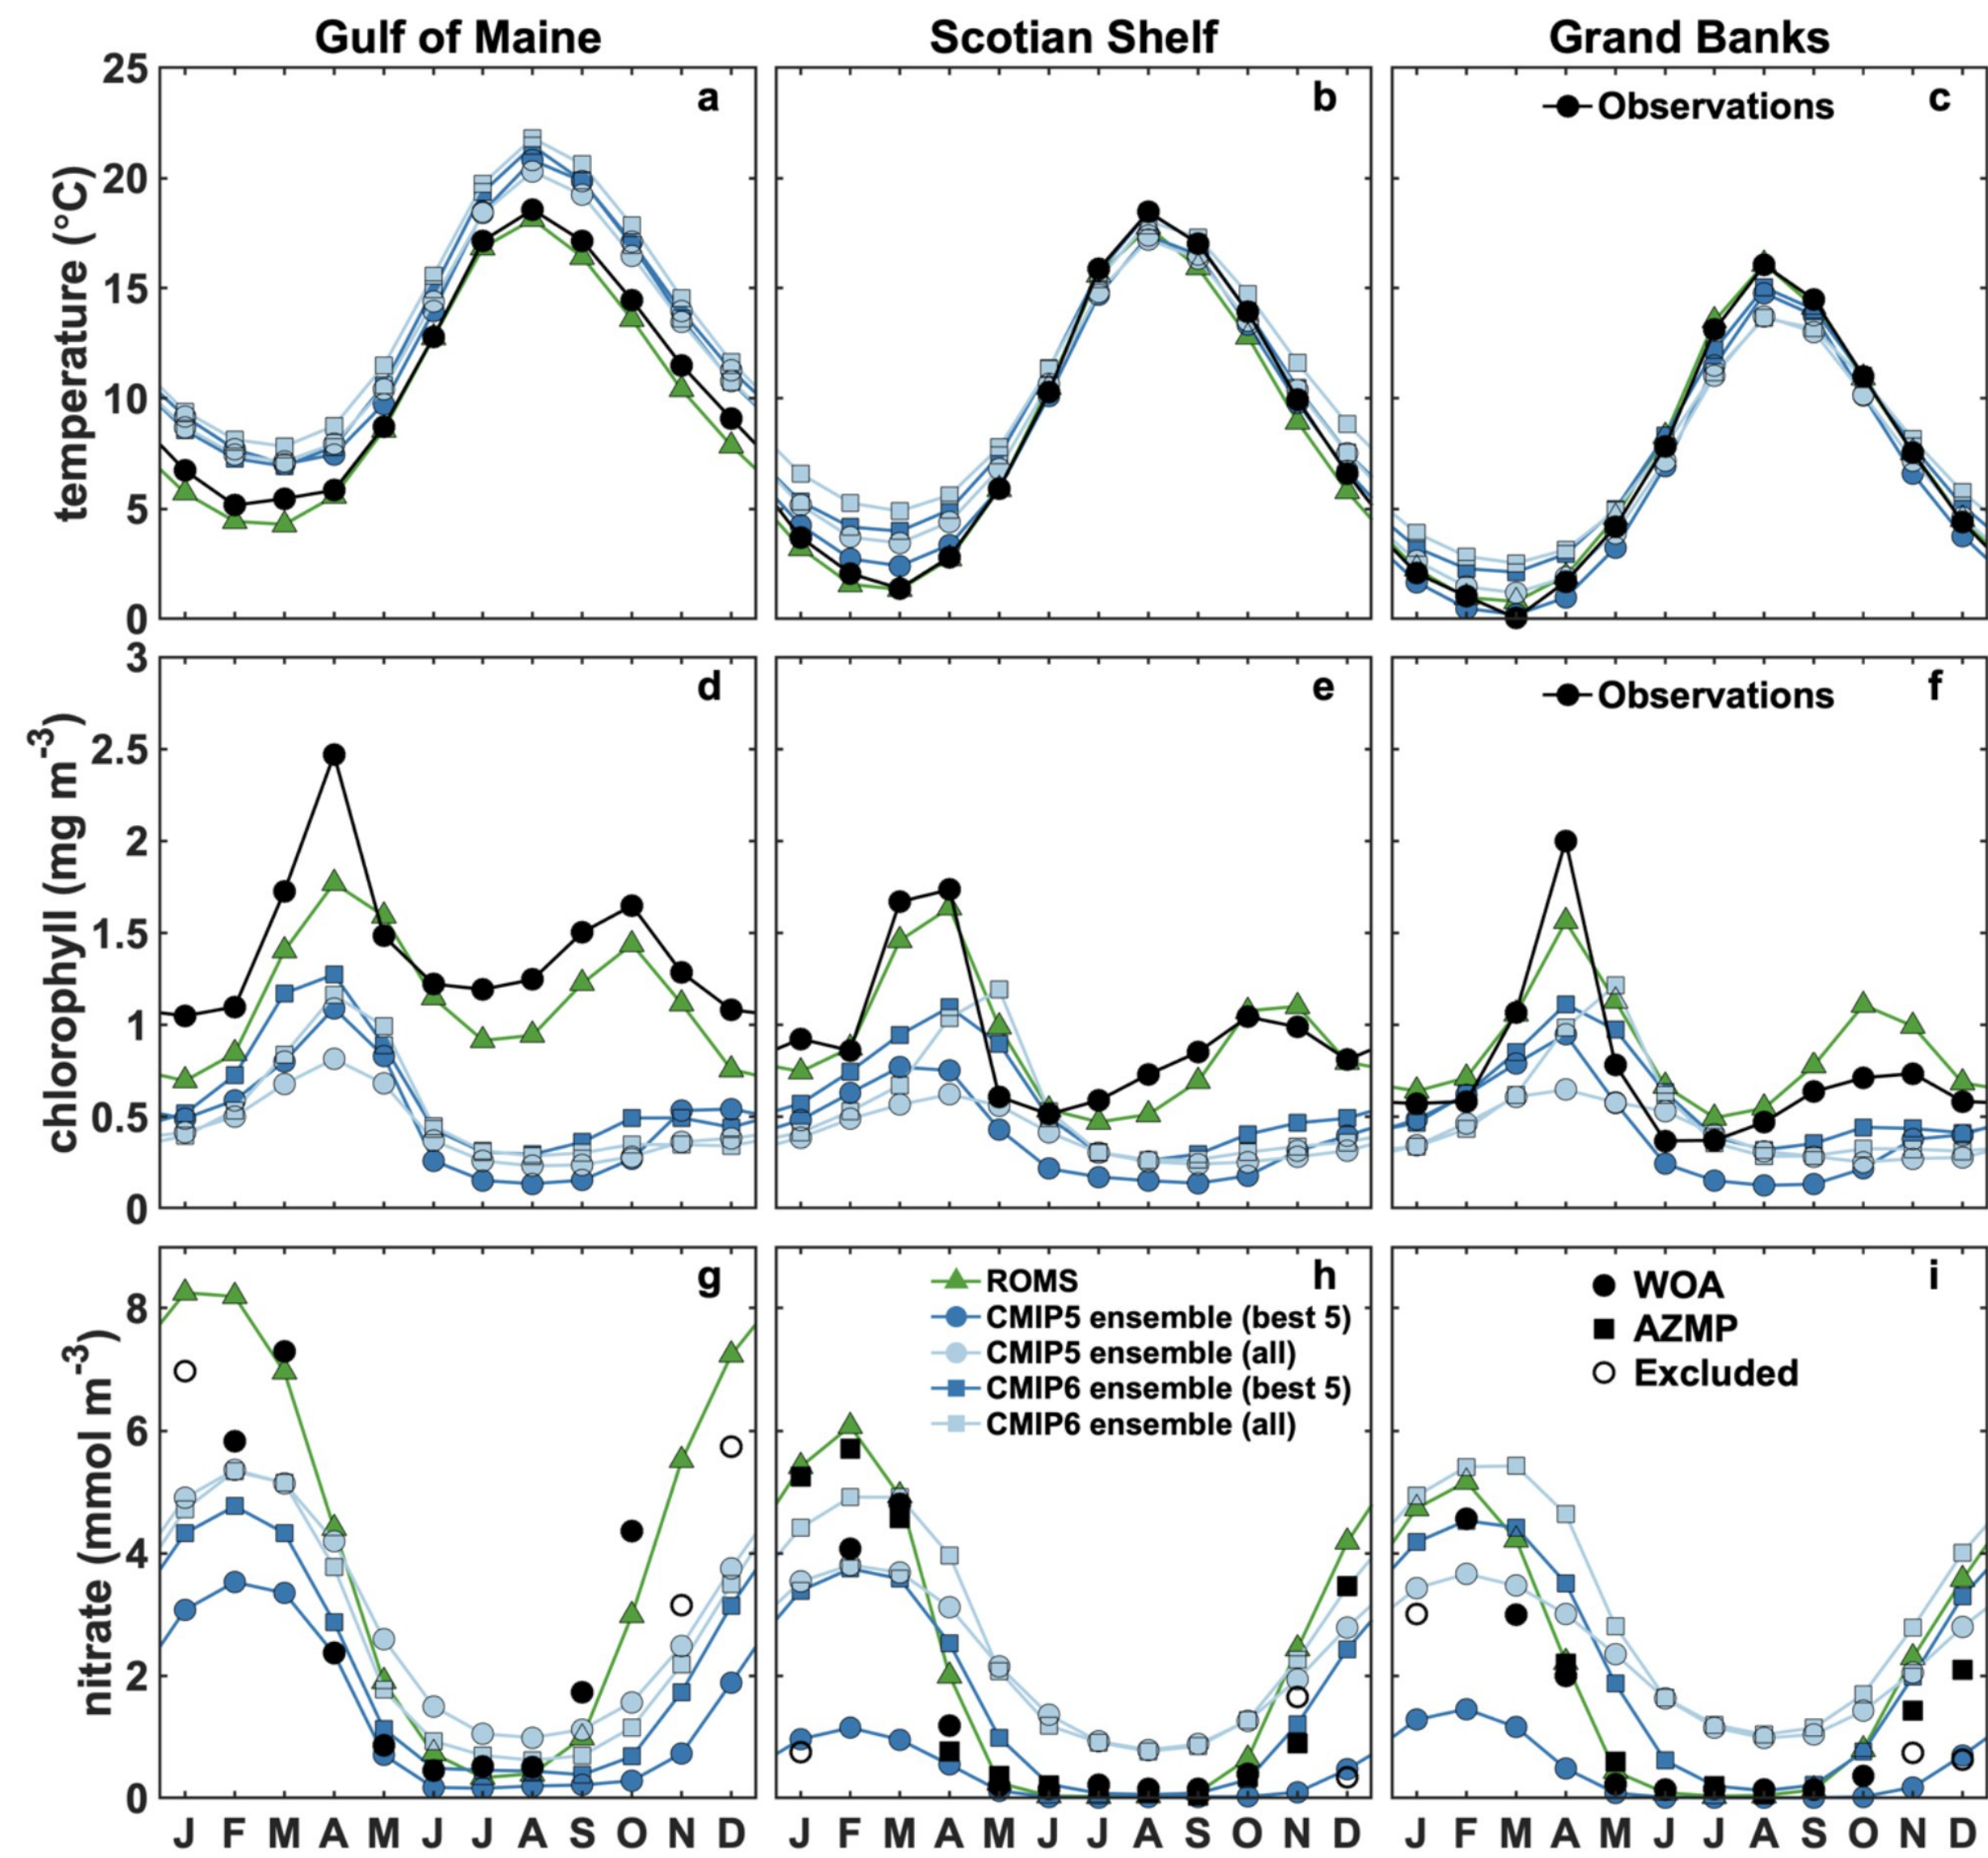 Gulf of Maine Scotian Shelf Grand Banks
25 a b Observations c
20
15
10
5
0
temperature (°C)
3 d e Observations f
2.5
2
1.5
1
0.5
0
chlorophyll (mg m-3)
g ROMS h WOA i
8 CMIP5 ensemble (best 5) AZMP
CMIP5 ensemble (all) Excluded
CMIP6 ensemble (best 5)
6 CMIP6 ensemble (all)
4
2
0
nitrate (mmol m-3)
J F M A M J J A S O N D J F M A M J J A S O N D J F M A M J J A S O N D